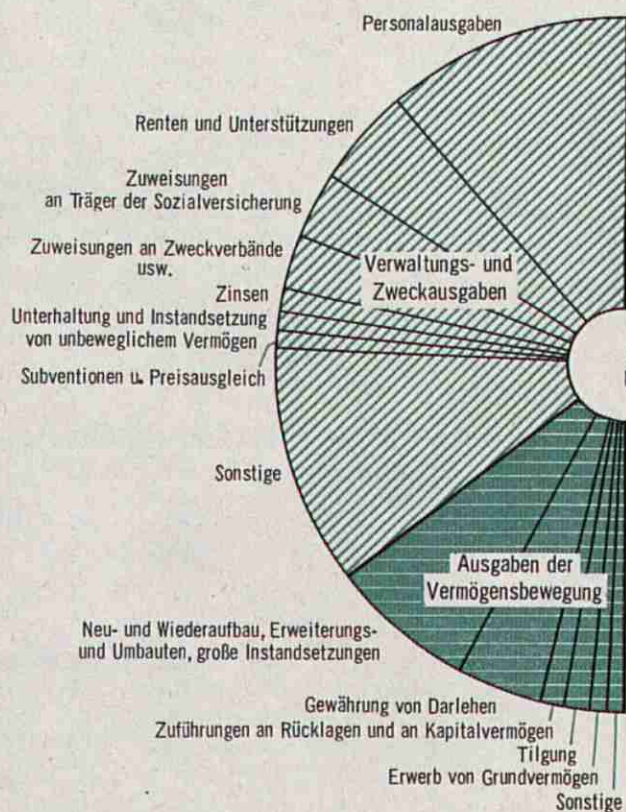 Personalausgaben
Renten und Unterstützungen
Zuweisungen
an Träger der Sozialversicherung
Zuweisungen an Zweckverbände
usw.
Zinsen
Unterhaltung und Instandsetzung
von unbeweglichem Vermögen
Subventionen u. Preisausgleich
Sonstige
Verwaltungs- und
Zweckausgaben
Ausgaben der
Vermögensbewegung
Neu- und Wiederaufbau, Erweiterungs-
und Umbauten, große Instandsetzungen
Gewährung von Darlehen
Zuführungen an Rücklagen und an Kapitalvermögen
Tilgung
Erwerb von Grundvermögen
Sonstige